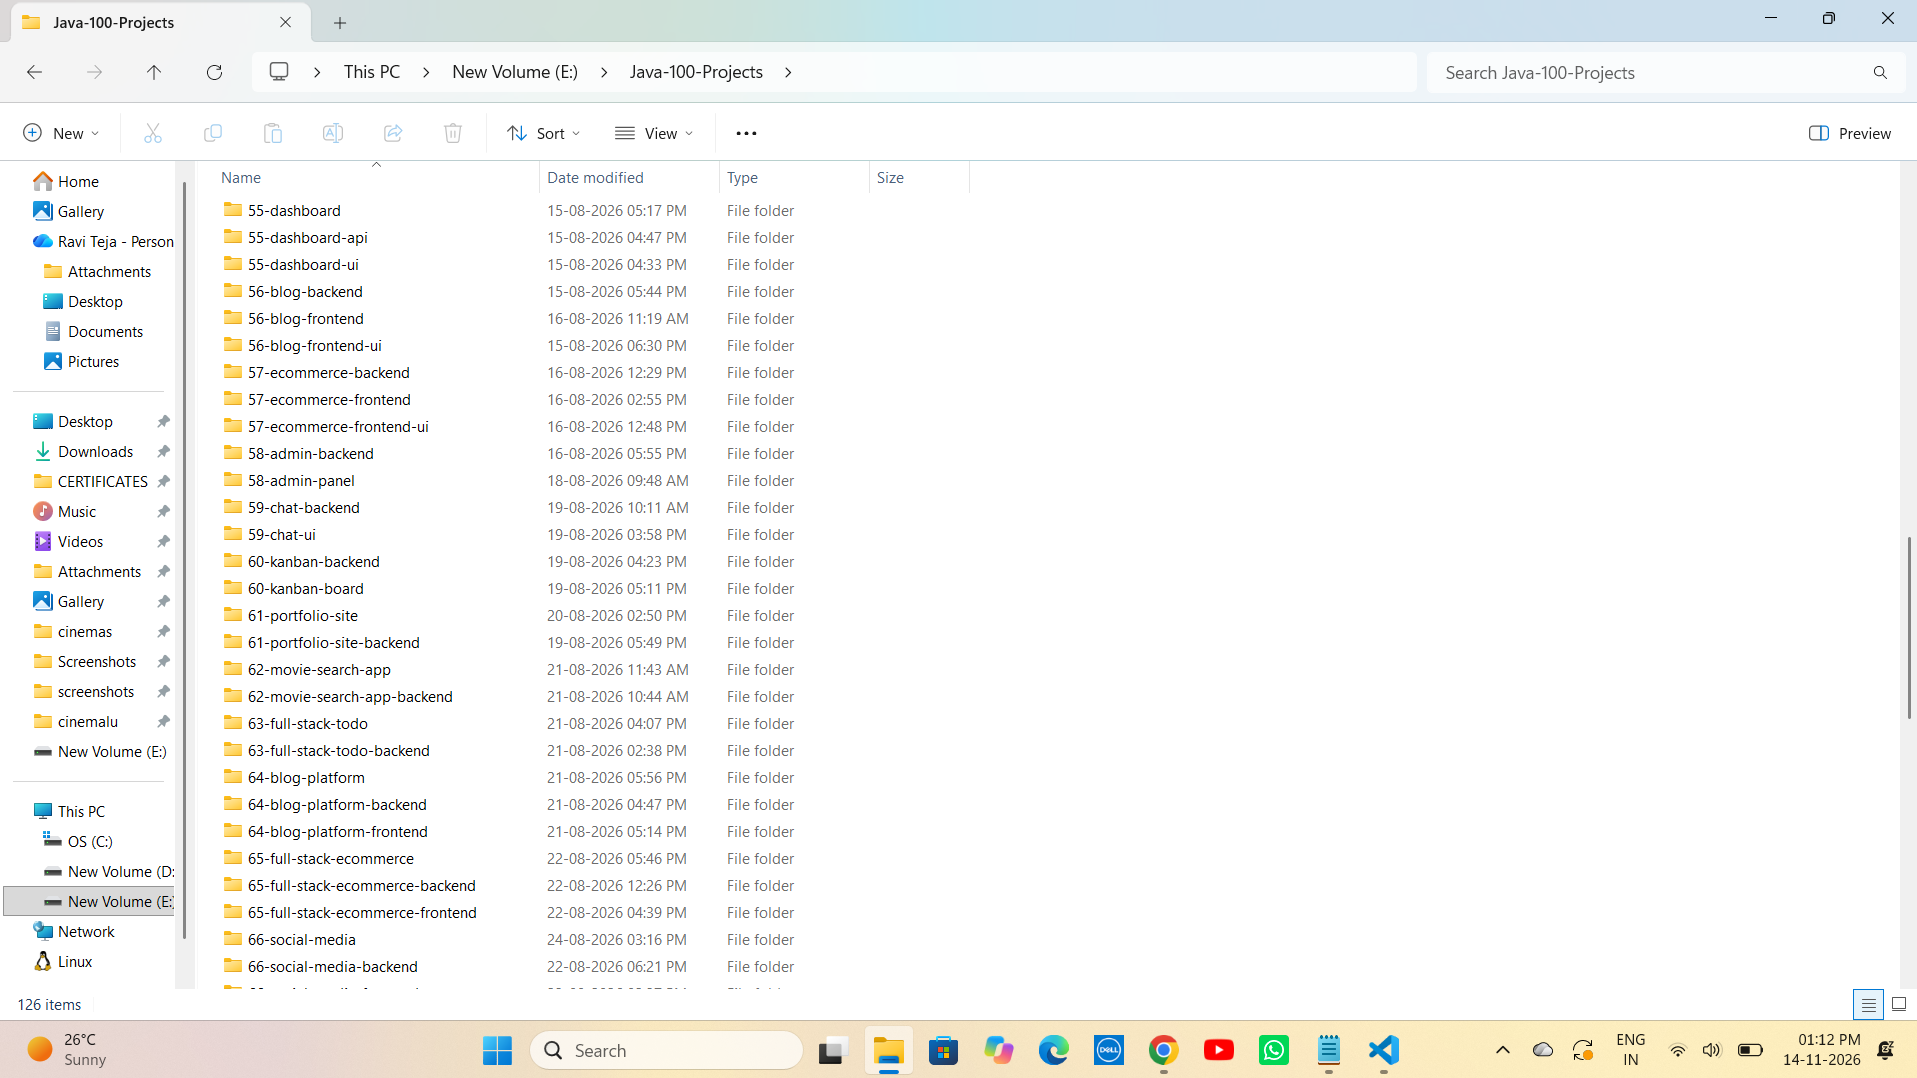 Java-100-Projects
This PC
New Volume (E:)
Java-100-Projects
Search Java-100-Projects
New
Sort
View
Preview
Home
Gallery
Ravi Teja - Person
Attachments
Desktop
Documents
Pictures
Desktop
Downloads
CERTIFICATES
Music
Videos
Attachments
Gallery
cinemas
Screenshots
screenshots
cinemalu
New Volume (E:)
This PC
OS (C:)
New Volume (D:
New Volume (E:)
Network
Linux
Name Date modified Type Size
55-dashboard 15-08-2026 05:17 PM File folder
55-dashboard-api 15-08-2026 04:47 PM File folder
55-dashboard-ui 15-08-2026 04:33 PM File folder
56-blog-backend 15-08-2026 05:44 PM File folder
56-blog-frontend 16-08-2026 11:19 AM File folder
56-blog-frontend-ui 15-08-2026 06:30 PM File folder
57-ecommerce-backend 16-08-2026 12:29 PM File folder
57-ecommerce-frontend 16-08-2026 02:55 PM File folder
57-ecommerce-frontend-ui 16-08-2026 12:48 PM File folder
58-admin-backend 16-08-2026 05:55 PM File folder
58-admin-panel 18-08-2026 09:48 AM File folder
59-chat-backend 19-08-2026 10:11 AM File folder
59-chat-ui 19-08-2026 03:58 PM File folder
60-kanban-backend 19-08-2026 04:23 PM File folder
60-kanban-board 19-08-2026 05:11 PM File folder
61-portfolio-site 20-08-2026 02:50 PM File folder
61-portfolio-site-backend 19-08-2026 05:49 PM File folder
62-movie-search-app 21-08-2026 11:43 AM File folder
62-movie-search-app-backend 21-08-2026 10:44 AM File folder
63-full-stack-todo 21-08-2026 04:07 PM File folder
63-full-stack-todo-backend 21-08-2026 02:38 PM File folder
64-blog-platform 21-08-2026 05:56 PM File folder
64-blog-platform-backend 21-08-2026 04:47 PM File folder
64-blog-platform-frontend 21-08-2026 05:14 PM File folder
65-full-stack-ecommerce 22-08-2026 05:46 PM File folder
65-full-stack-ecommerce-backend 22-08-2026 12:26 PM File folder
65-full-stack-ecommerce-frontend 22-08-2026 04:39 PM File folder
66-social-media 24-08-2026 03:16 PM File folder
66-social-media-backend 22-08-2026 06:21 PM File folder
126 items
26°C
Sunny
Search
DELL
ENG
IN
01:12 PM
14-11-2026